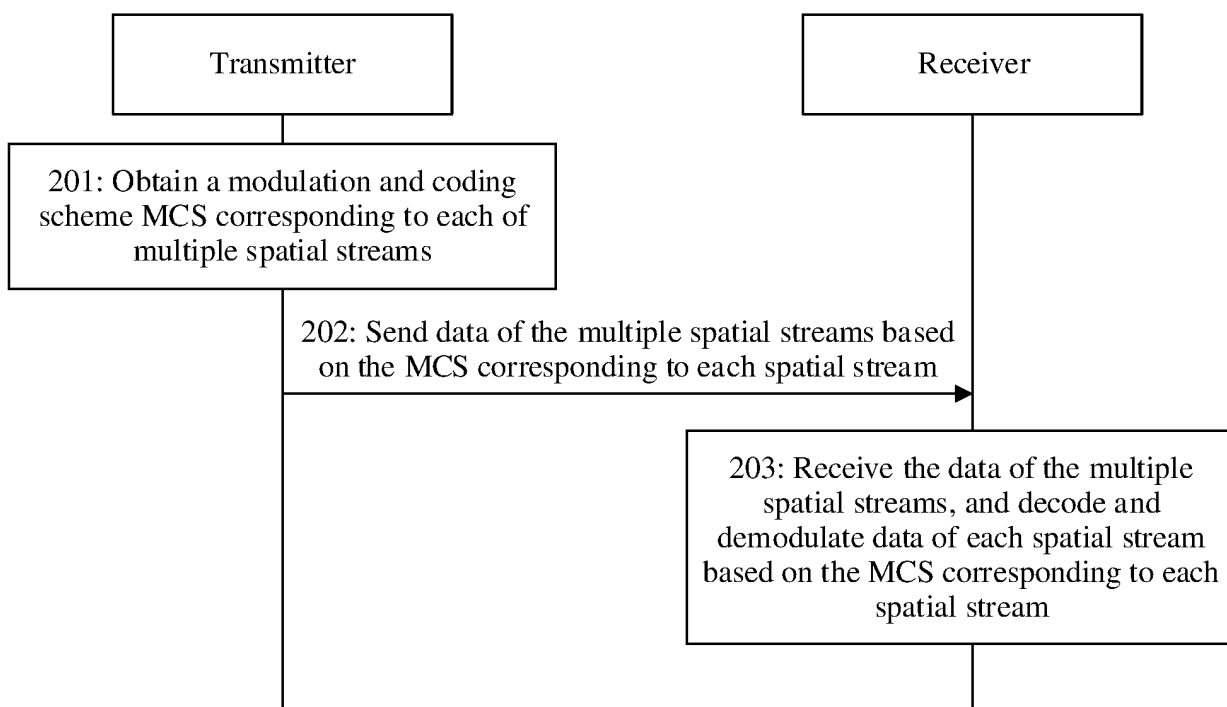 Transmitter
Receiver
201: Obtain a modulation and coding
scheme MCS corresponding to each of
multiple spatial streams
202: Send data of the multiple spatial streams based
on the MCS corresponding to each spatial stream
203: Receive the data of the multiple
spatial streams, and decode and
demodulate data of each spatial stream
based on the MCS corresponding to each
spatial stream